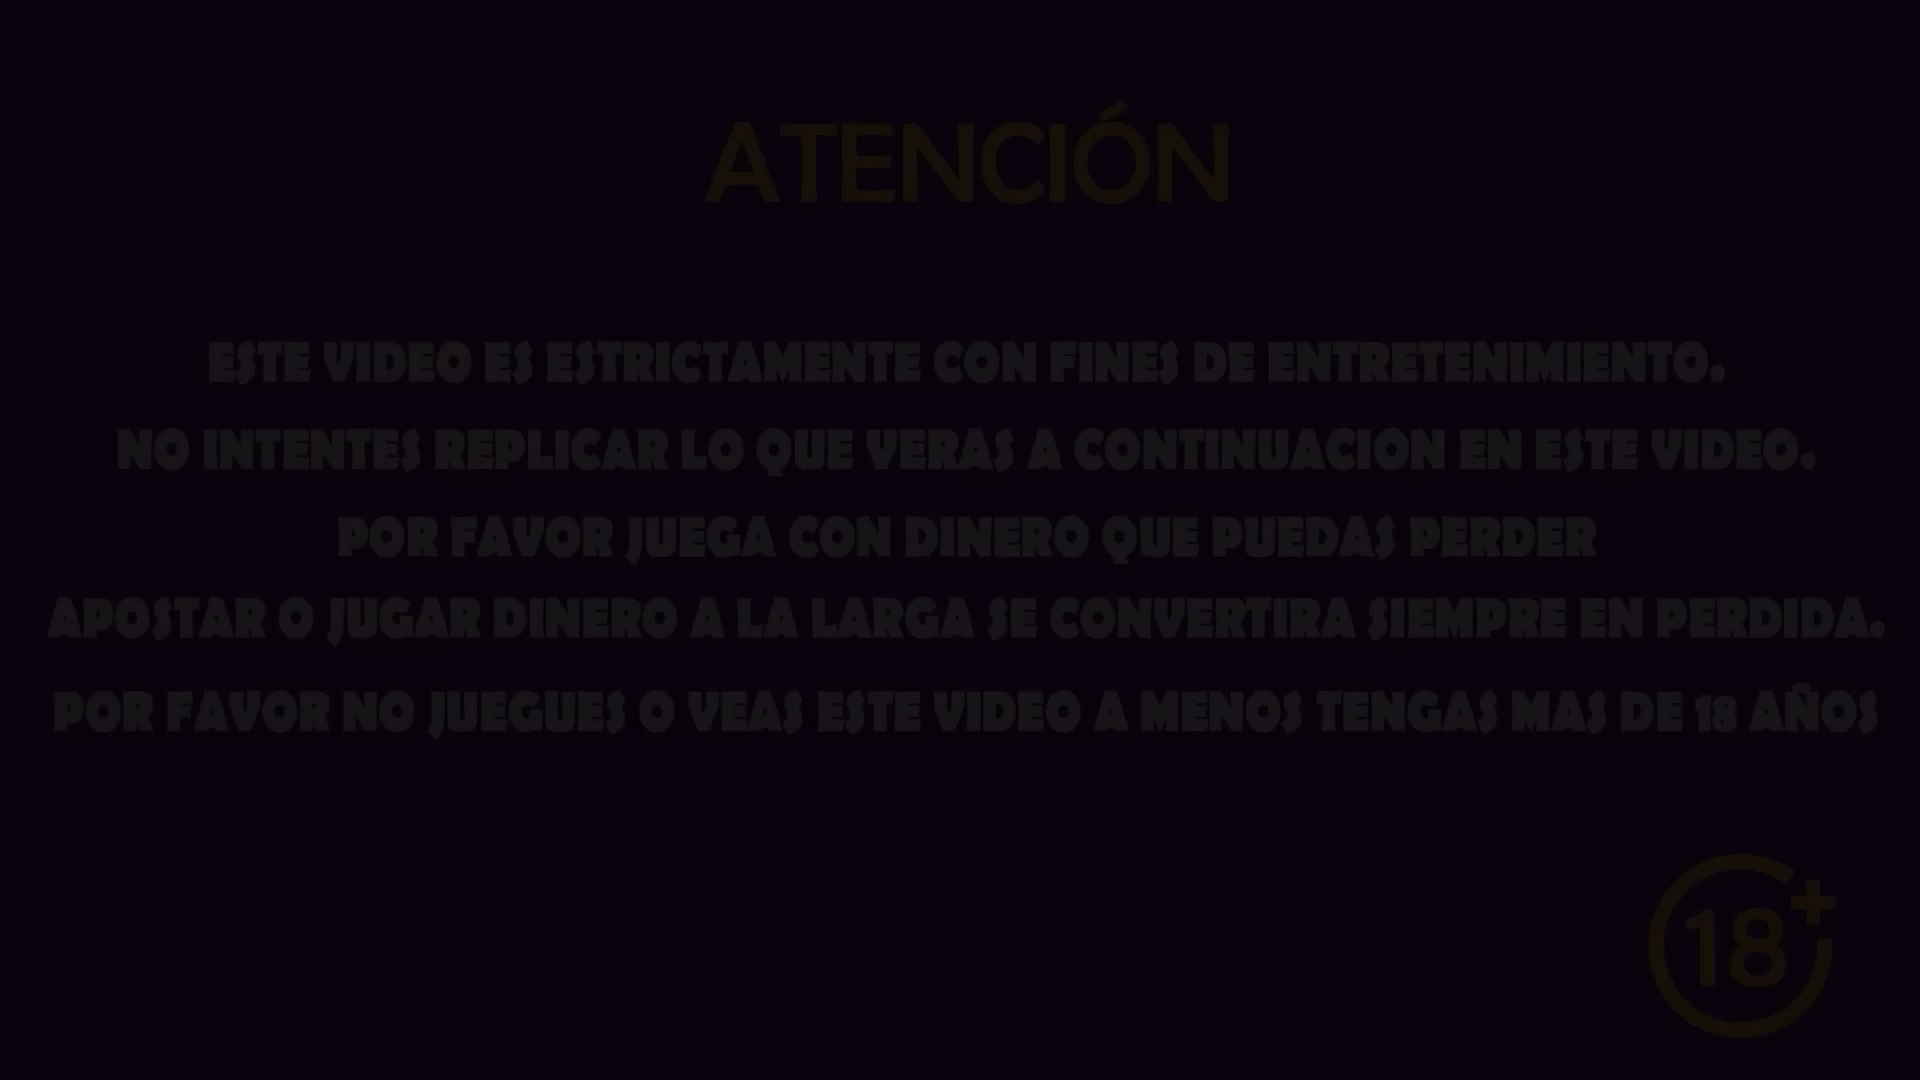 ATENCIÓN
ESTE VIDEO ES ESTRICTAMENTE CON FINES DE ENTRETENIMIENTO.
NO INTENTES REPLICAR LO QUE VERAS A CONTINUACION EN ESTE VIDEO.
POR FAVOR JUEGA CON DINERO QUE PUEDAS PERDER
APOSTAR O JUGAR DINERO A LA LARGA SE CONVERTIRA SIEMPRE EN PERDIDA.
POR FAVOR NO JUEGUES O VEAS ESTE VIDEO A MENOS TENGAS MAS DE 18 AÑOS
18+